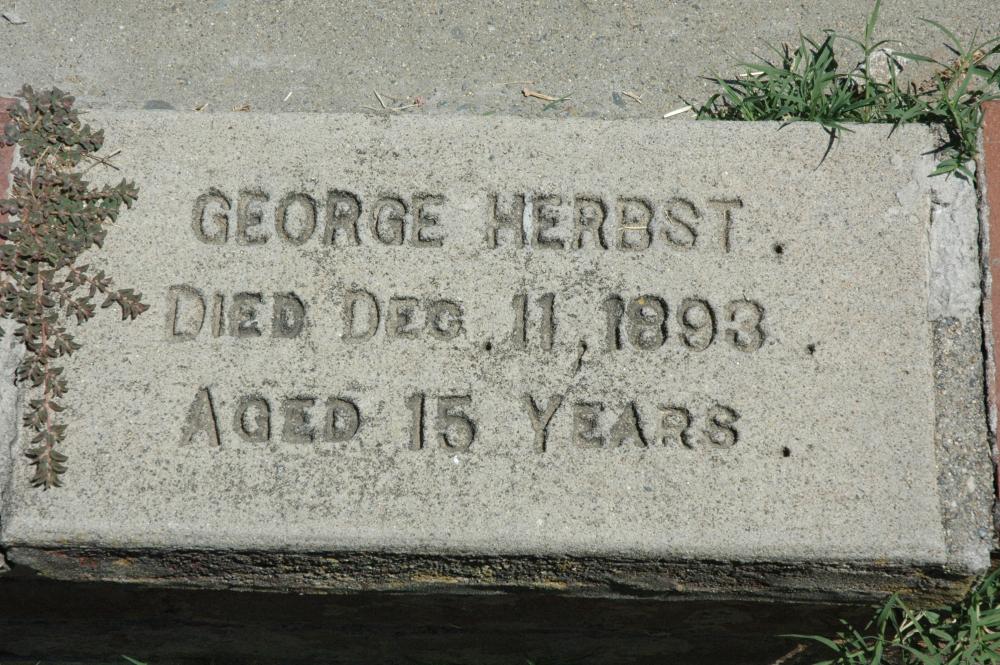 GEORGE HERBST.
DIED DEC. 11, 1893.
AGED 15 YEARS.